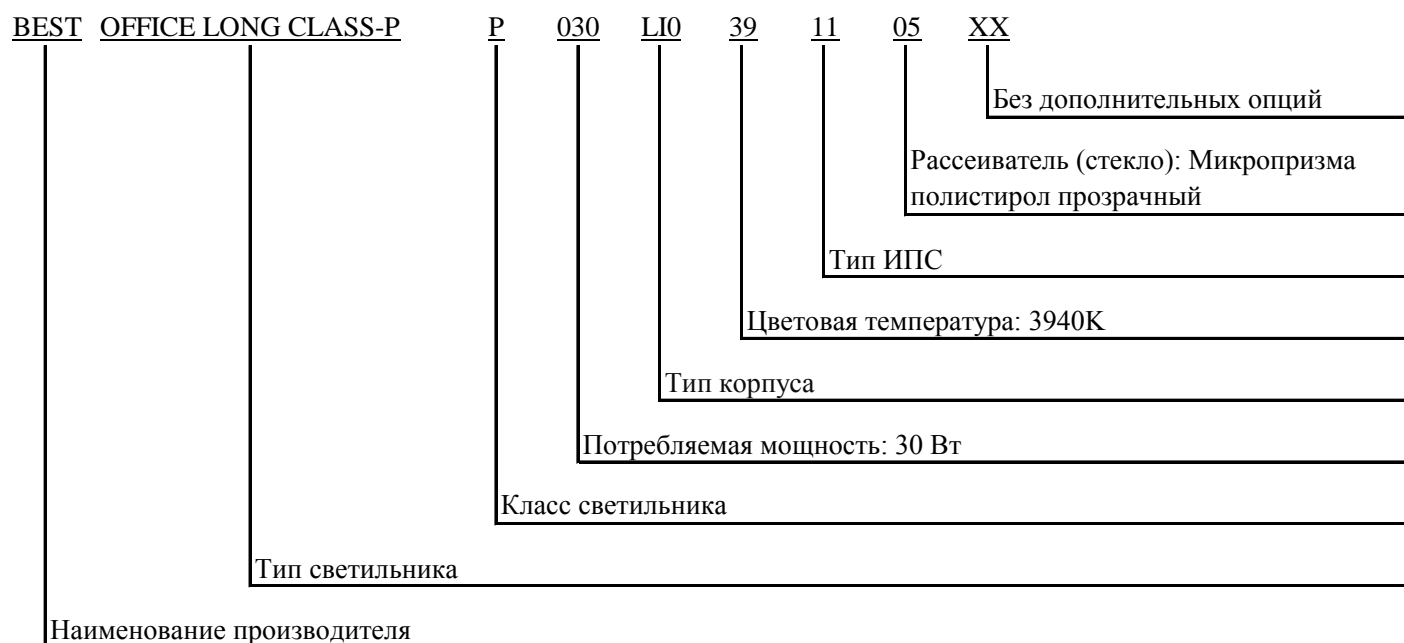 BEST OFFICE LONG CLASS-P P 030 LI0 39 11 05 XX
Без дополнительных опций
Рассеиватель (стекло): Микропризма
полистирол прозрачный
Тип ИПС
Цветовая температура: 3940K
Тип корпуса
Потребляемая мощность: 30 Вт
Класс светильника
Тип светильника
Наименование производителя